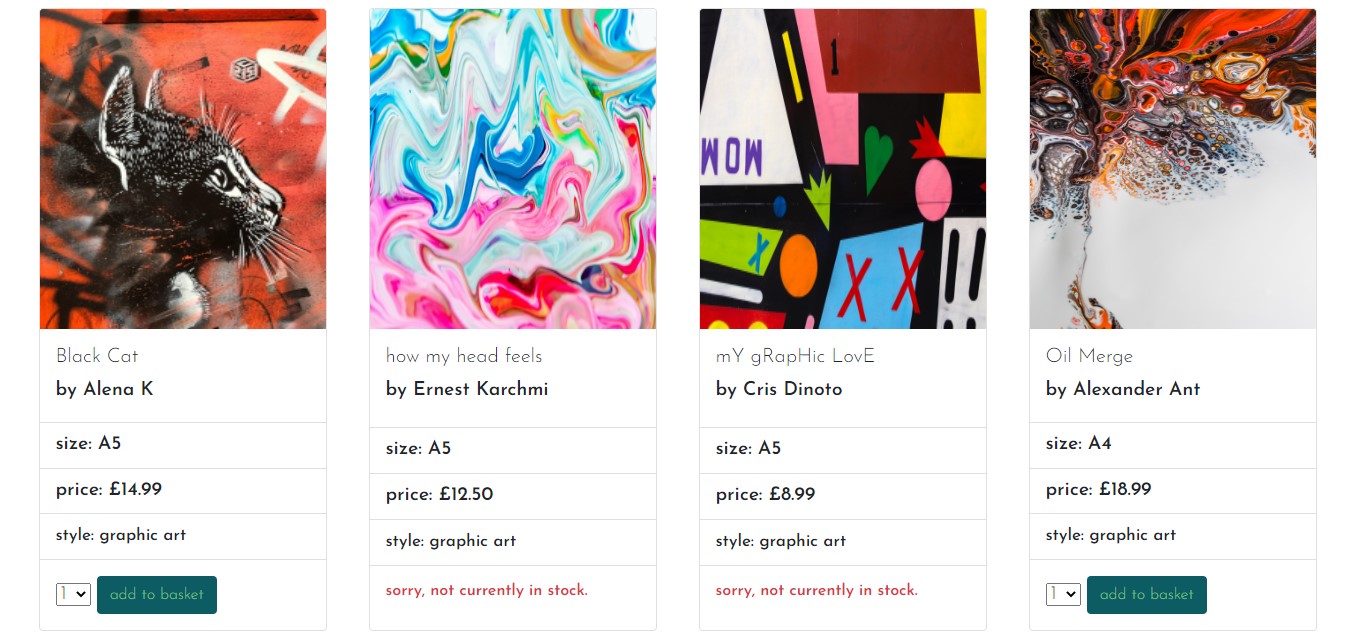 1
WOM
X
X X
Black Cat
by Alena K
size: A5
price: £14.99
style: graphic art
1
add to basket
how my head feels
by Ernest Karchmi
size: A5
price: £12.50
style: graphic art
sorry, not currently in stock.
mY gRapHic LovE
by Cris Dinoto
size: A5
price: £8.99
style: graphic art
sorry, not currently in stock.
Oil Merge
by Alexander Ant
size: A4
price: £18.99
style: graphic art
1
add to basket